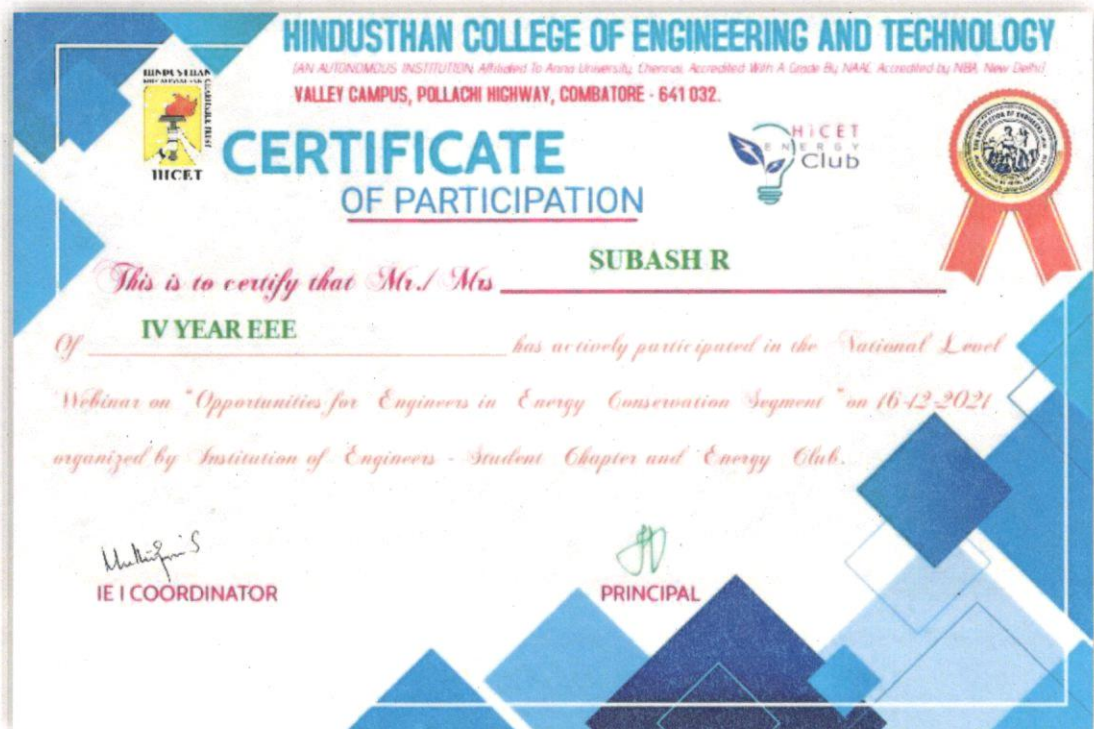 HINDUSTHAN COLLEGE OF ENGINEERING AND TECHNOLOGY
(AN AUTONOMOUS INSTITUTION, Affiliated To Anna University, Chennai, Accredited With A Grade By NAAC, Accredited by NBA, New Delhi)
VALLEY CAMPUS, POLLACHI HIGHWAY, COMBATORE - 641 032.
HINDUSTHAN
HICET
CERTIFICATE
OF PARTICIPATION
HiCET
ENERGY
Club
This is to certify that Mr./ Mrs SUBASH R
Of IV YEAR EEE has actively participated in the National Level
Webinar on "Opportunities for Engineers in Energy Conservation Segment "on 16-12-2021
organized by Institution of Engineers - Student Chapter and Energy Club.
IE I COORDINATOR
PRINCIPAL